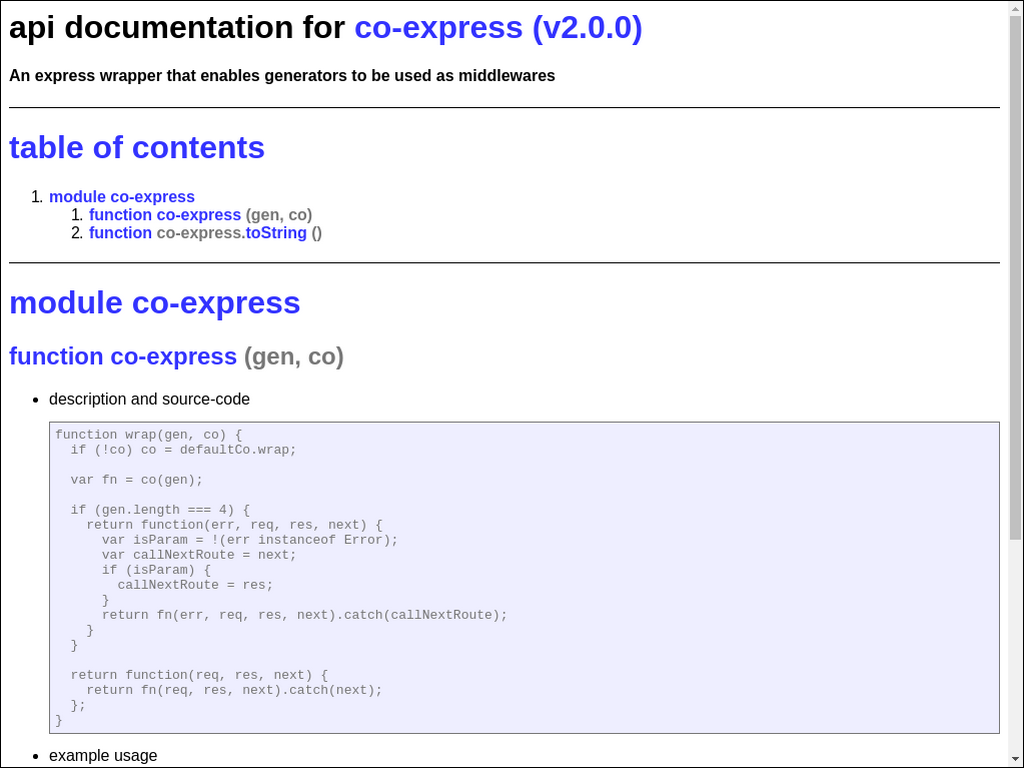 api documentation for co-express (v2.0.0)
An express wrapper that enables generators to be used as middlewares
table of contents
1. module co-express
1. function co-express (gen, co)
2. function co-express.toString ()
module co-express
function co-express (gen, co)
• description and source-code
function wrap(gen, co) {
  if (!co) co = defaultCo.wrap;
  var fn = co(gen);
  if (gen.length === 4) {
    return function(err, req, res, next) {
      var isParam = !(err instanceof Error);
      var callNextRoute = next;
      if (isParam) {
        callNextRoute = res;
      }
      return fn(err, req, res, next).catch(callNextRoute);
    }
  }
  return function(req, res, next) {
    return fn(req, res, next).catch(next);
  };
}
• example usage